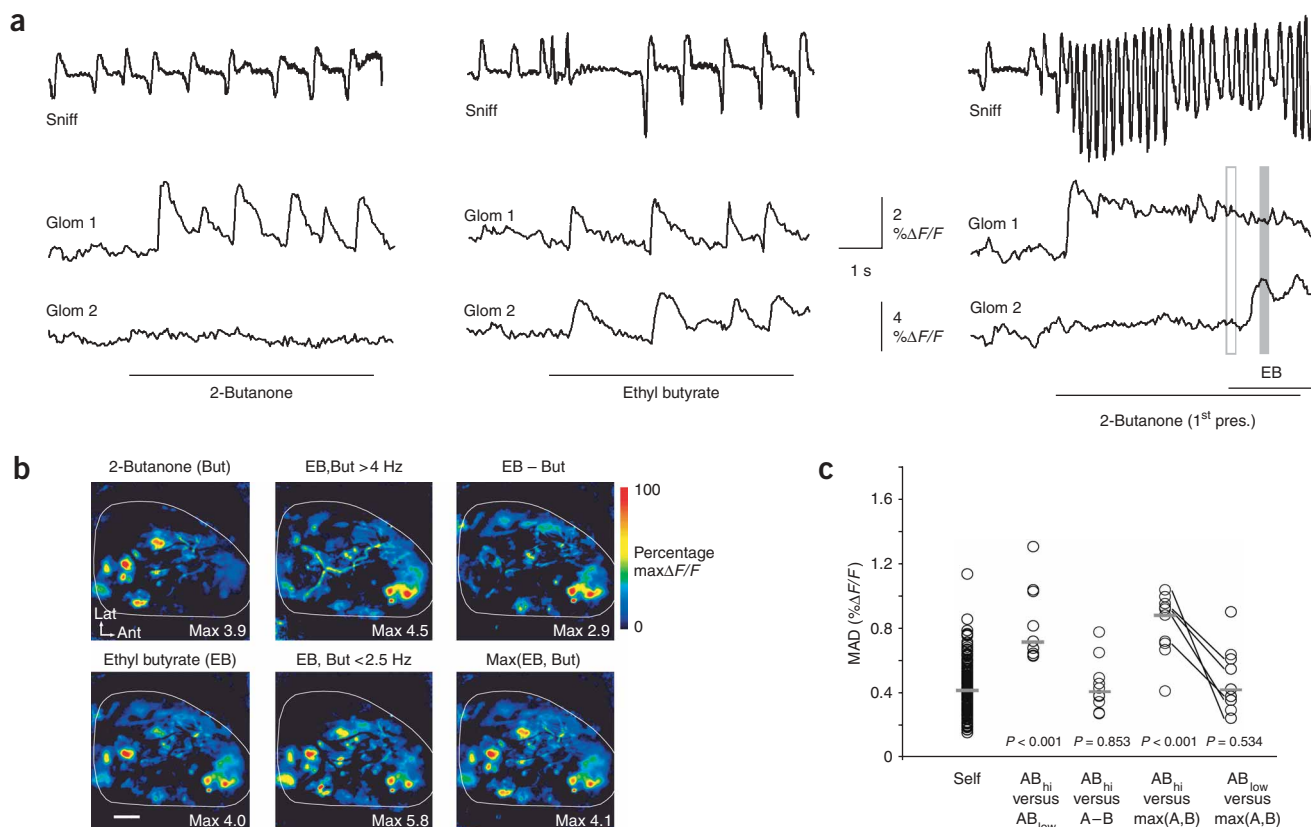 a
Sniff
Glom 1
Glom 2
2-Butanone
Glom 1
Glom 2
Ethyl butyrate
2
%ΔF/F
1 s
4
%ΔF/F
Glom 1
Glom 2
EB
2-Butanone (1st pres.)
b
2-Butanone (But)
EB,But >4 Hz
EB – But
Lat
Ant
Max 3.9
Max 4.5
Max 2.9
100
Percentage
maxΔF/F
0
Ethyl butyrate (EB)
EB, But <2.5 Hz
Max(EB, But)
Max 4.0
Max 5.8
Max 4.1
c
MAD (%ΔF/F)
1.6
1.2
0.8
0.4
0
P < 0.001
P = 0.853
P < 0.001
P = 0.534
Self
ABhi
versus
ABlow
ABhi
versus
A–B
ABhi
versus
max(A,B)
ABlow
versus
max(A,B)
Sniff
Sniff